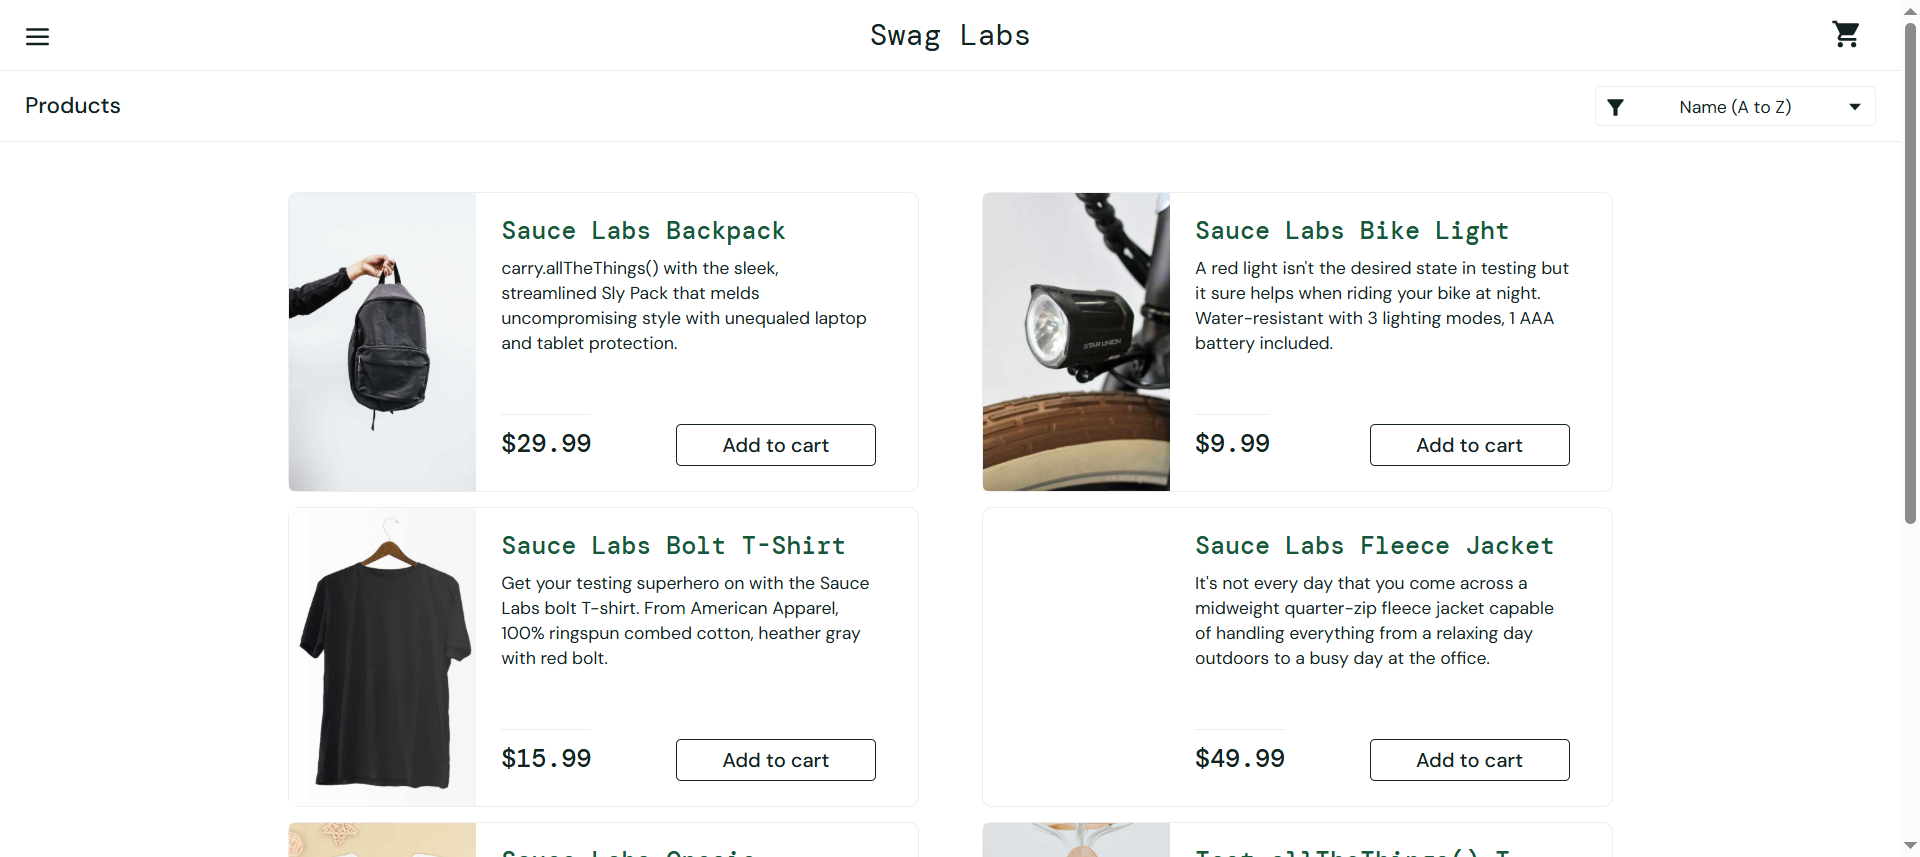 Swag Labs
Products
Name (A to Z)
Sauce Labs Backpack
carry.allTheThings() with the sleek,
streamlined Sly Pack that melds
uncompromising style with unequaled laptop
and tablet protection.
$29.99
Add to cart
Sauce Labs Bike Light
A red light isn't the desired state in testing but
it sure helps when riding your bike at night.
Water-resistant with 3 lighting modes, 1 AAA
battery included.
STAR UNION
$9.99
Add to cart
Sauce Labs Bolt T-Shirt
Get your testing superhero on with the Sauce
Labs bolt T-shirt. From American Apparel,
100% ringspun combed cotton, heather gray
with red bolt.
$15.99
Add to cart
Sauce Labs Fleece Jacket
It's not every day that you come across a
midweight quarter-zip fleece jacket capable
of handling everything from a relaxing day
outdoors to a busy day at the office.
$49.99
Add to cart
Sauce Labs Onesie
Test.allTheThings() T-